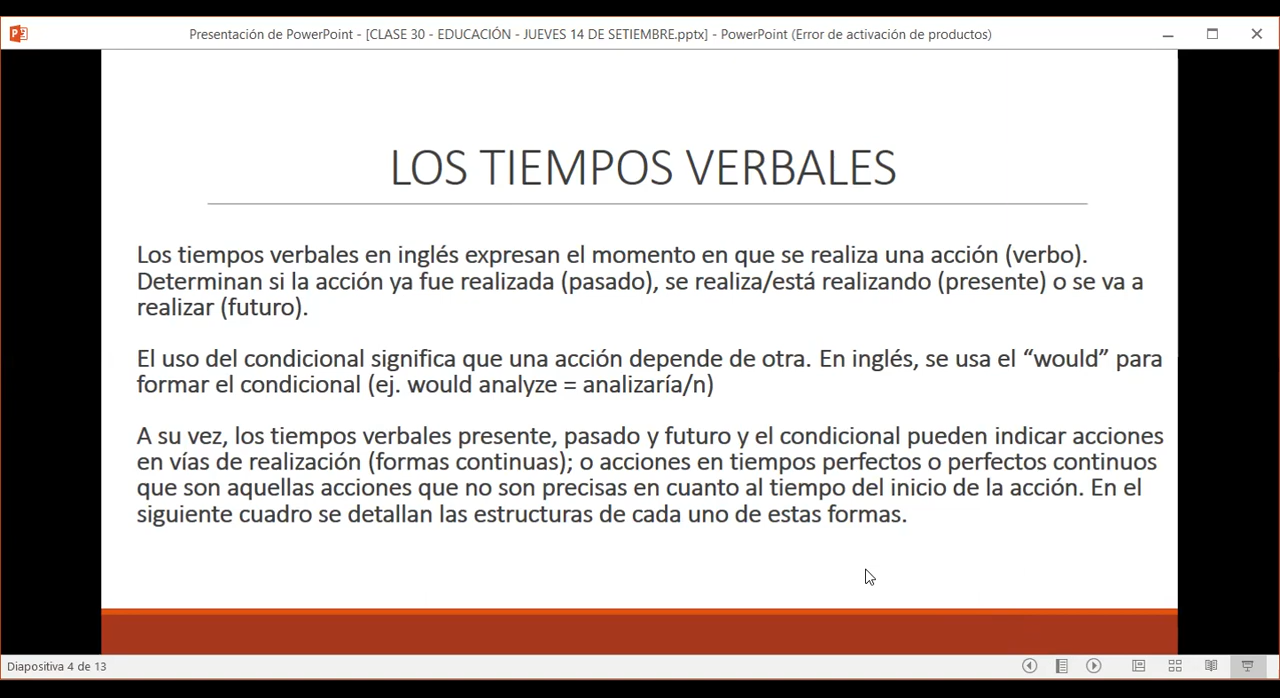 Presentación de PowerPoint - [CLASE 30 - EDUCACIÓN - JUEVES 14 DE SETIEMBRE.pptx] - PowerPoint (Error de activación de productos)
LOS TIEMPOS VERBALES
Los tiempos verbales en inglés expresan el momento en que se realiza una acción (verbo).
Determinan si la acción ya fue realizada (pasado), se realiza/está realizando (presente) o se va a
realizar (futuro).
El uso del condicional significa que una acción depende de otra. En inglés, se usa el “would” para
formar el condicional (ej. would analyze = analizaría/n)
A su vez, los tiempos verbales presente, pasado y futuro y el condicional pueden indicar acciones
en vías de realización (formas continuas); o acciones en tiempos perfectos o perfectos continuos
que son aquellas acciones que no son precisas en cuanto al tiempo del inicio de la acción. En el
siguiente cuadro se detallan las estructuras de cada uno de estas formas.
Diapositiva 4 de 13